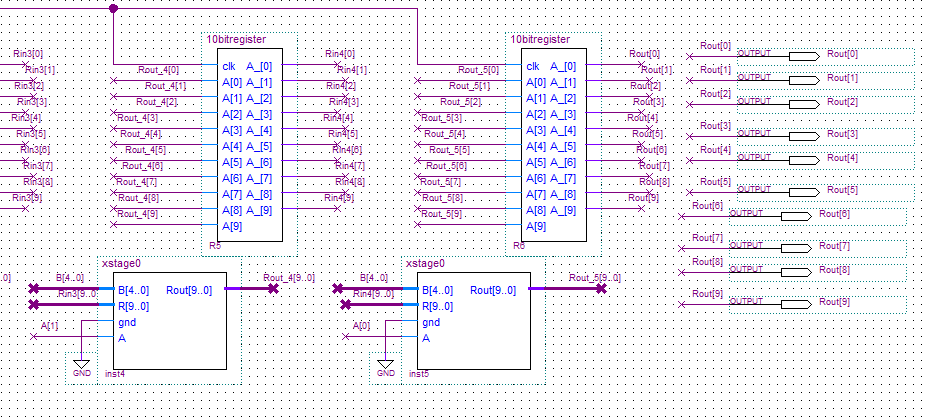 10bitregister
10bitregister
Rin3[0]
Rin3[1]
Rin3[2]
Rin3[3]
Rin3[4]
Rin3[5]
Rin3[6]
Rin3[7]
Rin3[8]
Rin3[9]
Rout_4[0]
Rout_4[1]
Rout_4[2]
Rout_4[3]
Rout_4[4]
Rout_4[5]
Rout_4[6]
Rout_4[7]
Rout_4[8]
Rout_4[9]
clk A_[0]
A[0] A_[1]
A[1] A_[2]
A[2] A_[3]
A[3] A_[4]
A[4] A_[5]
A[5] A_[6]
A[6] A_[7]
A[7] A_[8]
A[8] A_[9]
A[9]
R5
Rin4[0]
Rin4[1]
Rin4[2]
Rin4[3]
Rin4[4]
Rin4[5]
Rin4[6]
Rin4[7]
Rin4[8]
Rin4[9]
Rout_5[0]
Rout_5[1]
Rout_5[2]
Rout_5[3]
Rout_5[4]
Rout_5[5]
Rout_5[6]
Rout_5[7]
Rout_5[8]
Rout_5[9]
clk A_[0]
A[0] A_[1]
A[1] A_[2]
A[2] A_[3]
A[3] A_[4]
A[4] A_[5]
A[5] A_[6]
A[6] A_[7]
A[7] A_[8]
A[8] A_[9]
A[9]
R6
Rout[0]
Rout[1]
Rout[2]
Rout[3]
Rout[4]
Rout[5]
Rout[6]
Rout[7]
Rout[8]
Rout[9]
Rout[0] OUTPUT Rout[0]
Rout[1] OUTPUT Rout[1]
Rout[2] OUTPUT Rout[2]
Rout[3] OUTPUT Rout[3]
Rout[4] OUTPUT Rout[4]
Rout[5] OUTPUT Rout[5]
Rout[6] OUTPUT Rout[6]
Rout[7] OUTPUT Rout[7]
Rout[8] OUTPUT Rout[8]
Rout[9] OUTPUT Rout[9]
..0]
xstage0
B[4..0]
Rin3[9..0]
A[1]
B[4..0] Rout[9..0]
R[9..0]
gnd
A
Rout_4[9..0]
GND
inst4
xstage0
B[4..0]
Rin4[9..0]
A[0]
B[4..0] Rout[9..0]
R[9..0]
gnd
A
Rout_5[9..0]
GND
inst5